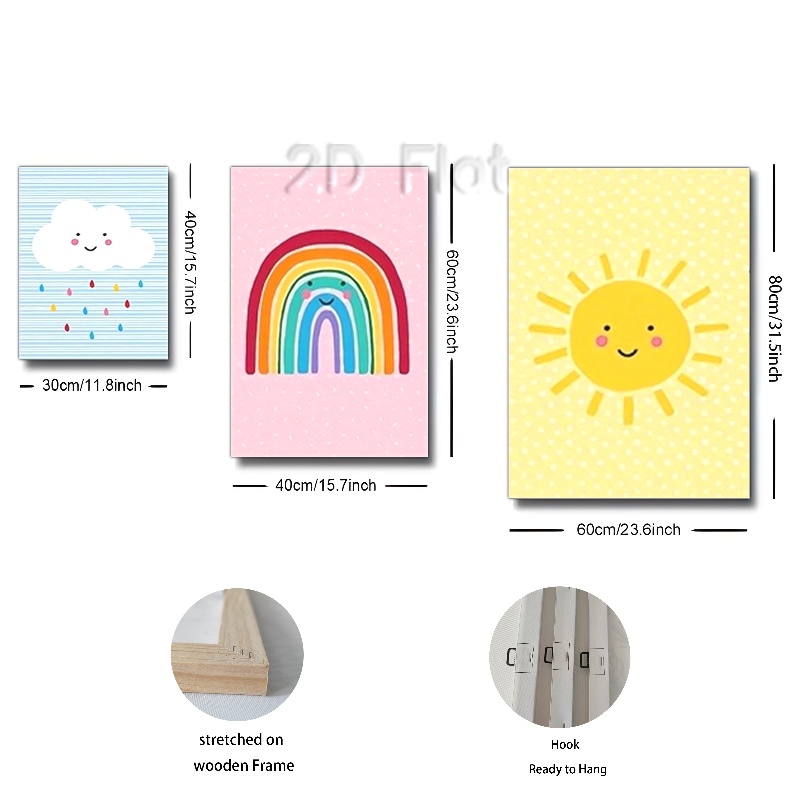 2D Flat
40cm/15.7inch
30cm/11.8inch
60cm/23.6inch
40cm/15.7inch
80cm/31.5inch
60cm/23.6inch
stretched on
wooden Frame
Hook
Ready to Hang